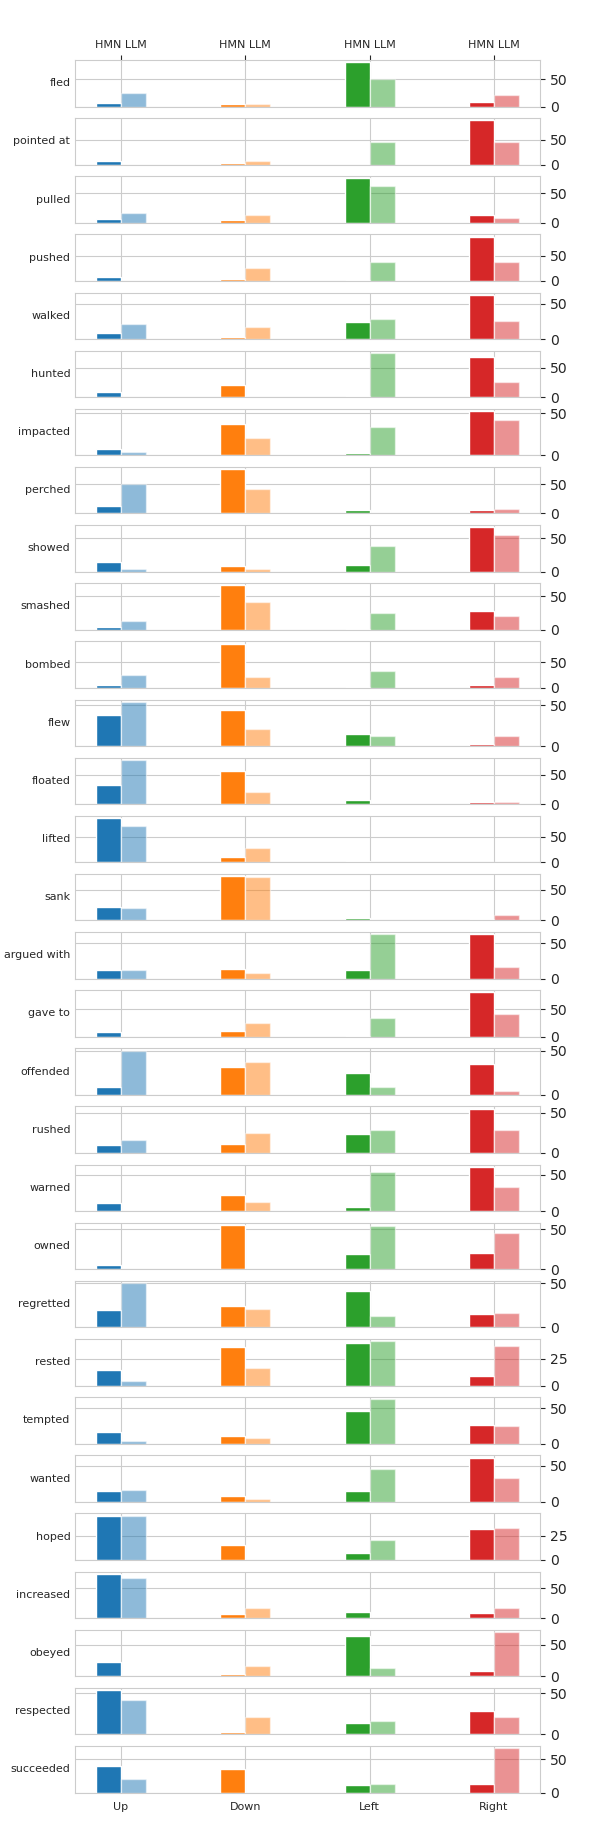 HMN LLM HMN LLM HMN LLM HMN LLM
fled 50 0
pointed at 50 0
pulled 50 0
pushed 50 0
walked 50 0
hunted 50 0
impacted 50 0
perched 50 0
showed 50 0
smashed 50 0
bombed 50 0
flew 50 0
floated 50 0
lifted 50 0
sank 50 0
argued with 50 0
gave to 50 0
offended 50 0
rushed 50 0
warned 50 0
owned 50 0
regretted 50 0
rested 25 0
tempted 50 0
wanted 50 0
hoped 25 0
increased 50 0
obeyed 50 0
respected 50 0
succeeded 50 0
Up Down Left Right